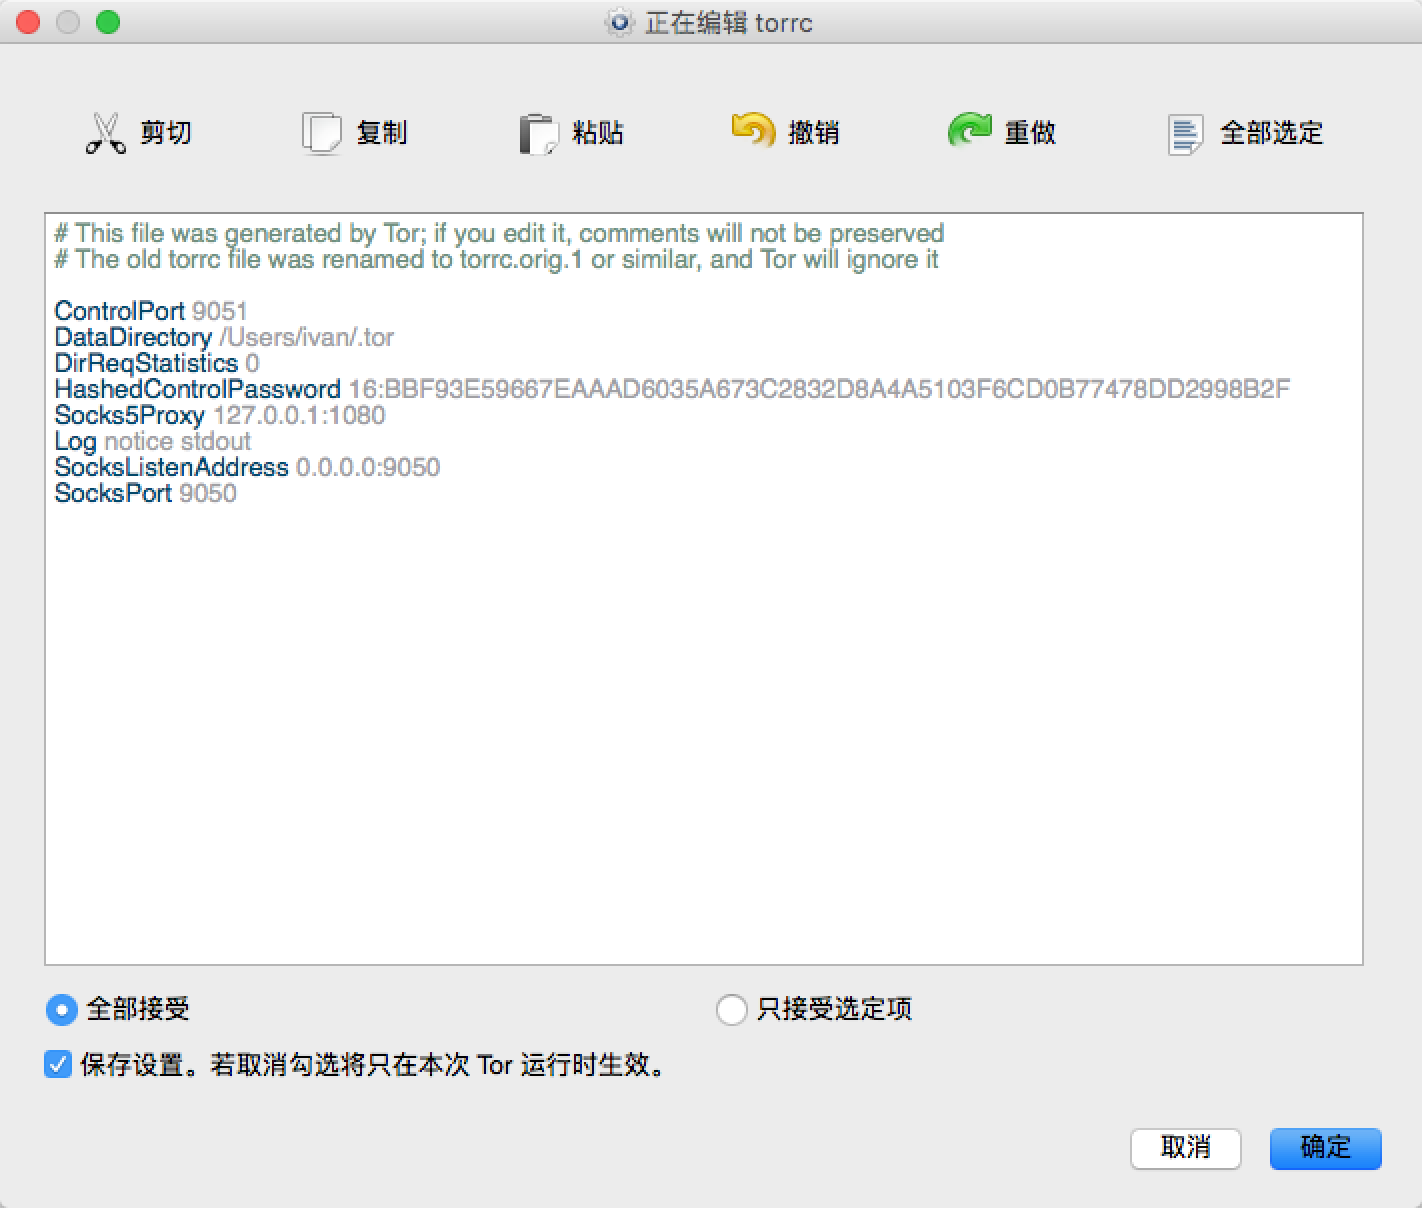 正在编辑 torrc
剪切 复制 粘贴 撤销 重做 全部选定
# This file was generated by Tor; if you edit it, comments will not be preserved
# The old torrc file was renamed to torrc.orig.1 or similar, and Tor will ignore it
ControlPort 9051
DataDirectory /Users/ivan/.tor
DirReqStatistics 0
HashedControlPassword 16:BBF93E59667EAAAD6035A673C2832D8A4A5103F6CD0B77478DD2998B2F
Socks5Proxy 127.0.0.1:1080
Log notice stdout
SocksListenAddress 0.0.0.0:9050
SocksPort 9050
全部接受 只接受选定项
保存设置。若取消勾选将只在本次 Tor 运行时生效。
取消 确定